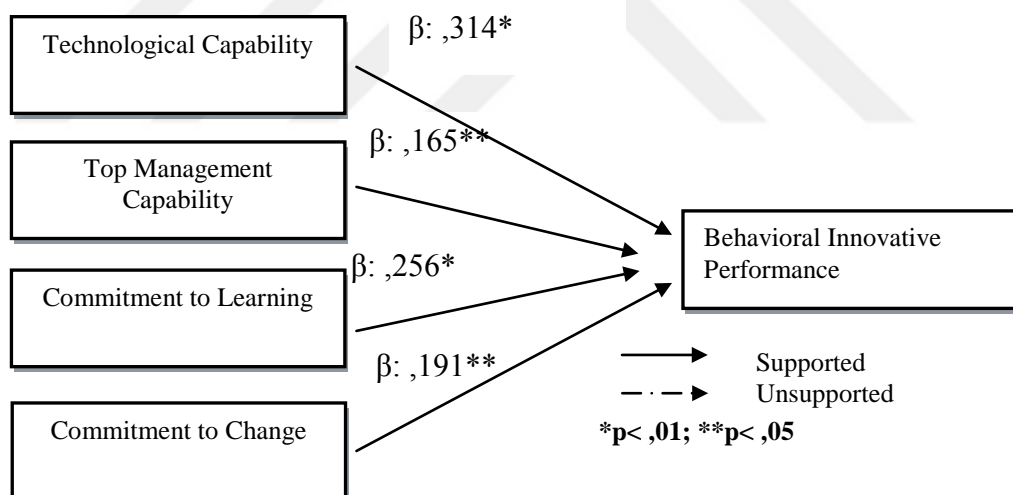 β: ,314*
Technological Capability
β: ,165**
Top Management
Capability
Behavioral Innovative
Performance
β: ,256*
Commitment to Learning
β: ,191**
Supported
Unsupported
Commitment to Change
*p< ,01; **p< ,05